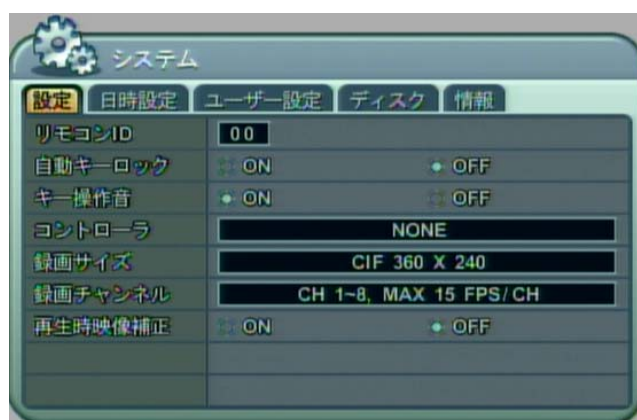 システム
設定 日時設定 ユーザー設定 ディスク 情報
リモコンID 00
自動キーロック ON OFF
キー操作音 ON OFF
コントローラ NONE
録画サイズ CIF 360 X 240
録画チャンネル CH 1~8, MAX 15 FPS/CH
再生時映像補正 ON OFF